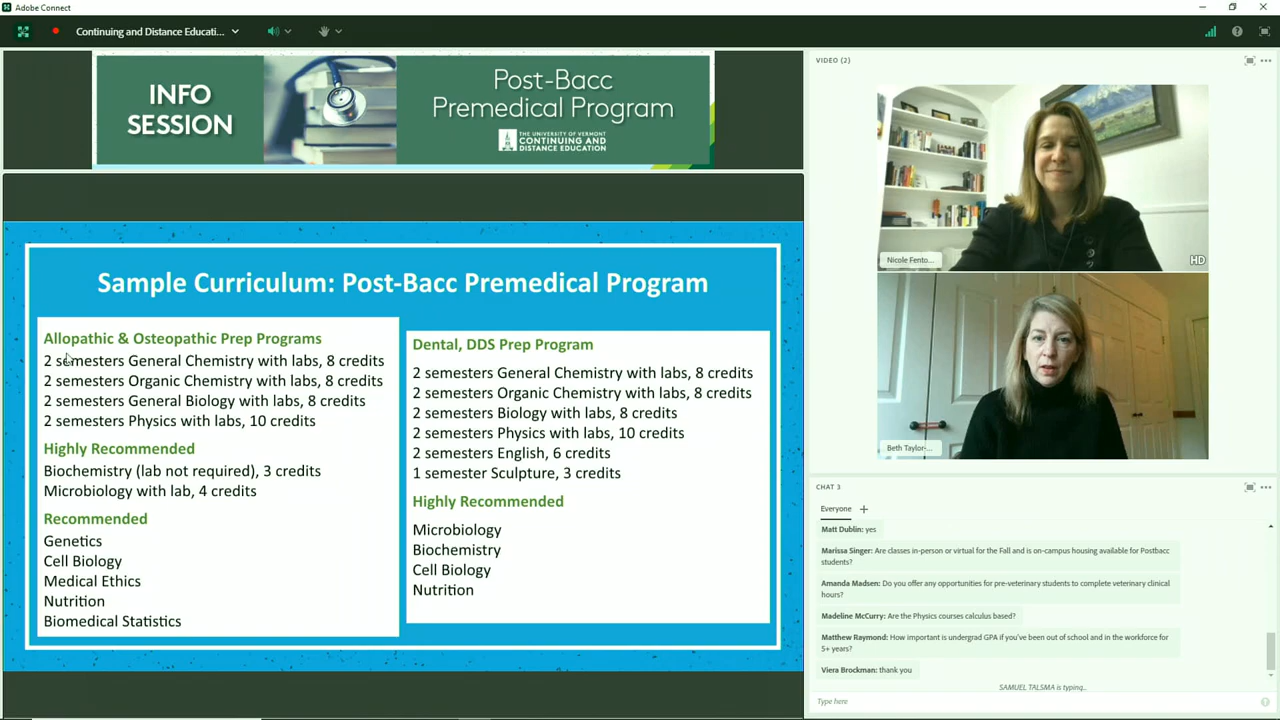 Adobe Connect
Continuing and Distance Educati...
INFO
SESSION
Post-Bacc
Premedical Program
THE UNIVERSITY OF VERMONT
CONTINUING AND
DISTANCE EDUCATION
Sample Curriculum: Post-Bacc Premedical Program
Allopathic & Osteopathic Prep Programs
2 semesters General Chemistry with labs, 8 credits
2 semesters Organic Chemistry with labs, 8 credits
2 semesters General Biology with labs, 8 credits
2 semesters Physics with labs, 10 credits
Highly Recommended
Biochemistry (lab not required), 3 credits
Microbiology with lab, 4 credits
Recommended
Genetics
Cell Biology
Medical Ethics
Nutrition
Biomedical Statistics
Dental, DDS Prep Program
2 semesters General Chemistry with labs, 8 credits
2 semesters Organic Chemistry with labs, 8 credits
2 semesters Biology with labs, 8 credits
2 semesters Physics with labs, 10 credits
2 semesters English, 6 credits
1 semester Sculpture, 3 credits
Highly Recommended
Microbiology
Biochemistry
Cell Biology
Nutrition
VIDEO (2)
Nicole Fento...
HD
Beth Taylor-...
CHAT 3
Everyone
Matt Dublin: yes
Marissa Singer: Are classes in-person or virtual for the Fall and is on-campus housing available for Postbacc
students?
Amanda Madsen: Do you offer any opportunities for pre-veterinary students to complete veterinary clinical
hours?
Madeline McCurry: Are the Physics courses calculus based?
Matthew Raymond: How important is undergrad GPA if you've been out of school and in the workforce for
5+ years?
Viera Brockman: thank you
SAMUEL TALSMA is typing...
Type here